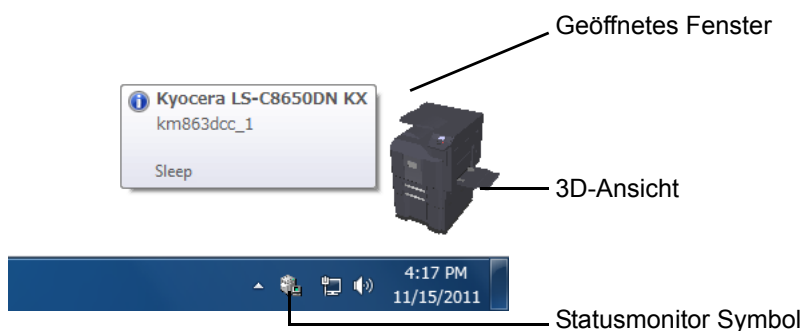 Geöffnetes Fenster
Kyocera LS-C8650DN KX
km863dcc_1
Sleep
3D-Ansicht
4:17 PM
11/15/2011
Statusmonitor Symbol